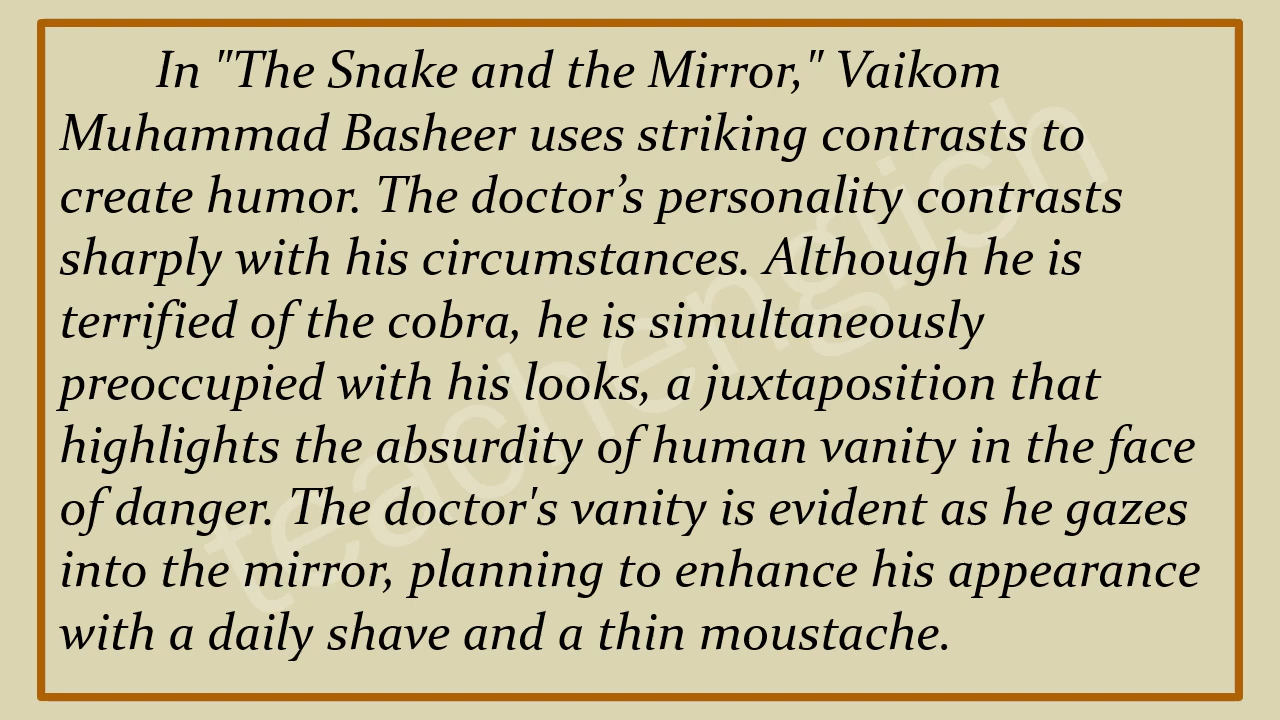 In "The Snake and the Mirror," Vaikom
Muhammad Basheer uses striking contrasts to
create humor. The doctor’s personality contrasts
sharply with his circumstances. Although he is
terrified of the cobra, he is simultaneously
preoccupied with his looks, a juxtaposition that
highlights the absurdity of human vanity in the face
of danger. The doctor's vanity is evident as he gazes
into the mirror, planning to enhance his appearance
with a daily shave and a thin moustache.
teachengish